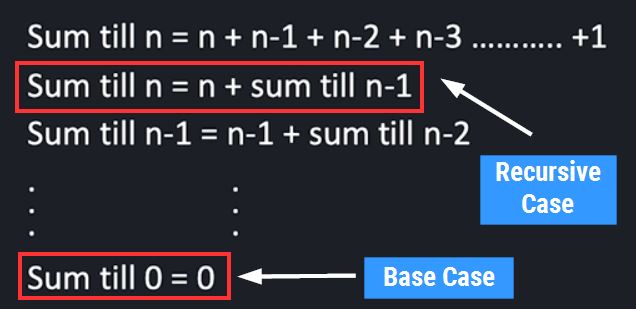 Sum till n = n + n-1 + n-2 + n-3 ……….. +1
Sum till n = n + sum till n-1
Sum till n-1 = n-1 + sum till n-2
Recursive
Case
. .
. .
. .
Sum till 0 = 0
Base Case